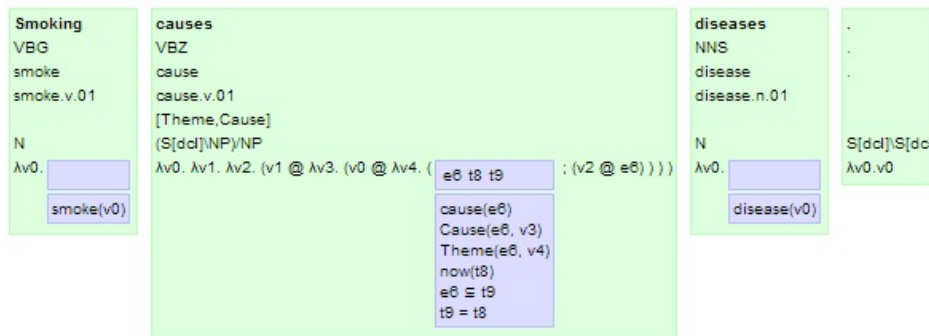 Smoking
VBG
smoke
smoke.v.01
N
λv0.
smoke(v0)
causes
VBZ
cause
cause.v.01
[Theme,Cause]
(S[dcl]\NP)/NP
λv0. λv1. λv2. (v1 @ λv3. (v0 @ λv4. ( e6 t8 t9 ; (v2 @ e6) ) ) )
cause(e6)
Cause(e6, v3)
Theme(e6, v4)
now(t8)
e6 ⊆ t9
t9 = t8
diseases
NNS
disease
disease.n.01
N
λv0.
disease(v0)
.
.
.
S[dcl]\S[dc
λv0.v0